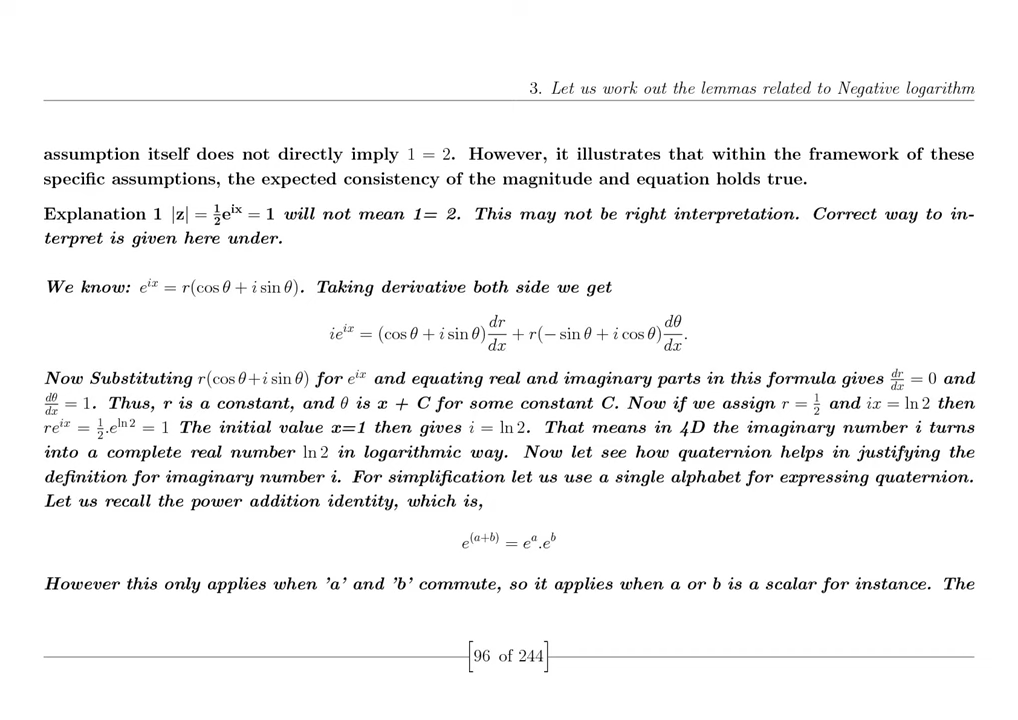 3. Let us work out the lemmas related to Negative logarithm
assumption itself does not directly imply 1 = 2. However, it illustrates that within the framework of these
specific assumptions, the expected consistency of the magnitude and equation holds true.
Explanation 1 |z| = 1/2 e^{ix} = 1 will not mean 1= 2. This may not be right interpretation. Correct way to in-
terpret is given here under.
We know: e^{ix} = r(cos θ + i sin θ). Taking derivative both side we get
ie^{ix} = (cos θ + i sin θ) dr/dx + r(− sin θ + i cos θ) dθ/dx.
Now Substituting r(cos θ+i sin θ) for e^{ix} and equating real and imaginary parts in this formula gives dr/dx = 0 and
dθ/dx = 1. Thus, r is a constant, and θ is x + C for some constant C. Now if we assign r = 1/2 and ix = ln 2 then
re^{ix} = 1/2.e^{ln 2} = 1 The initial value x=1 then gives i = ln 2. That means in 4D the imaginary number i turns
into a complete real number ln 2 in logarithmic way. Now let see how quaternion helps in justifying the
definition for imaginary number i. For simplification let us use a single alphabet for expressing quaternion.
Let us recall the power addition identity, which is,
e^{(a+b)} = e^a.e^b
However this only applies when 'a' and 'b' commute, so it applies when a or b is a scalar for instance. The
[96 of 244]